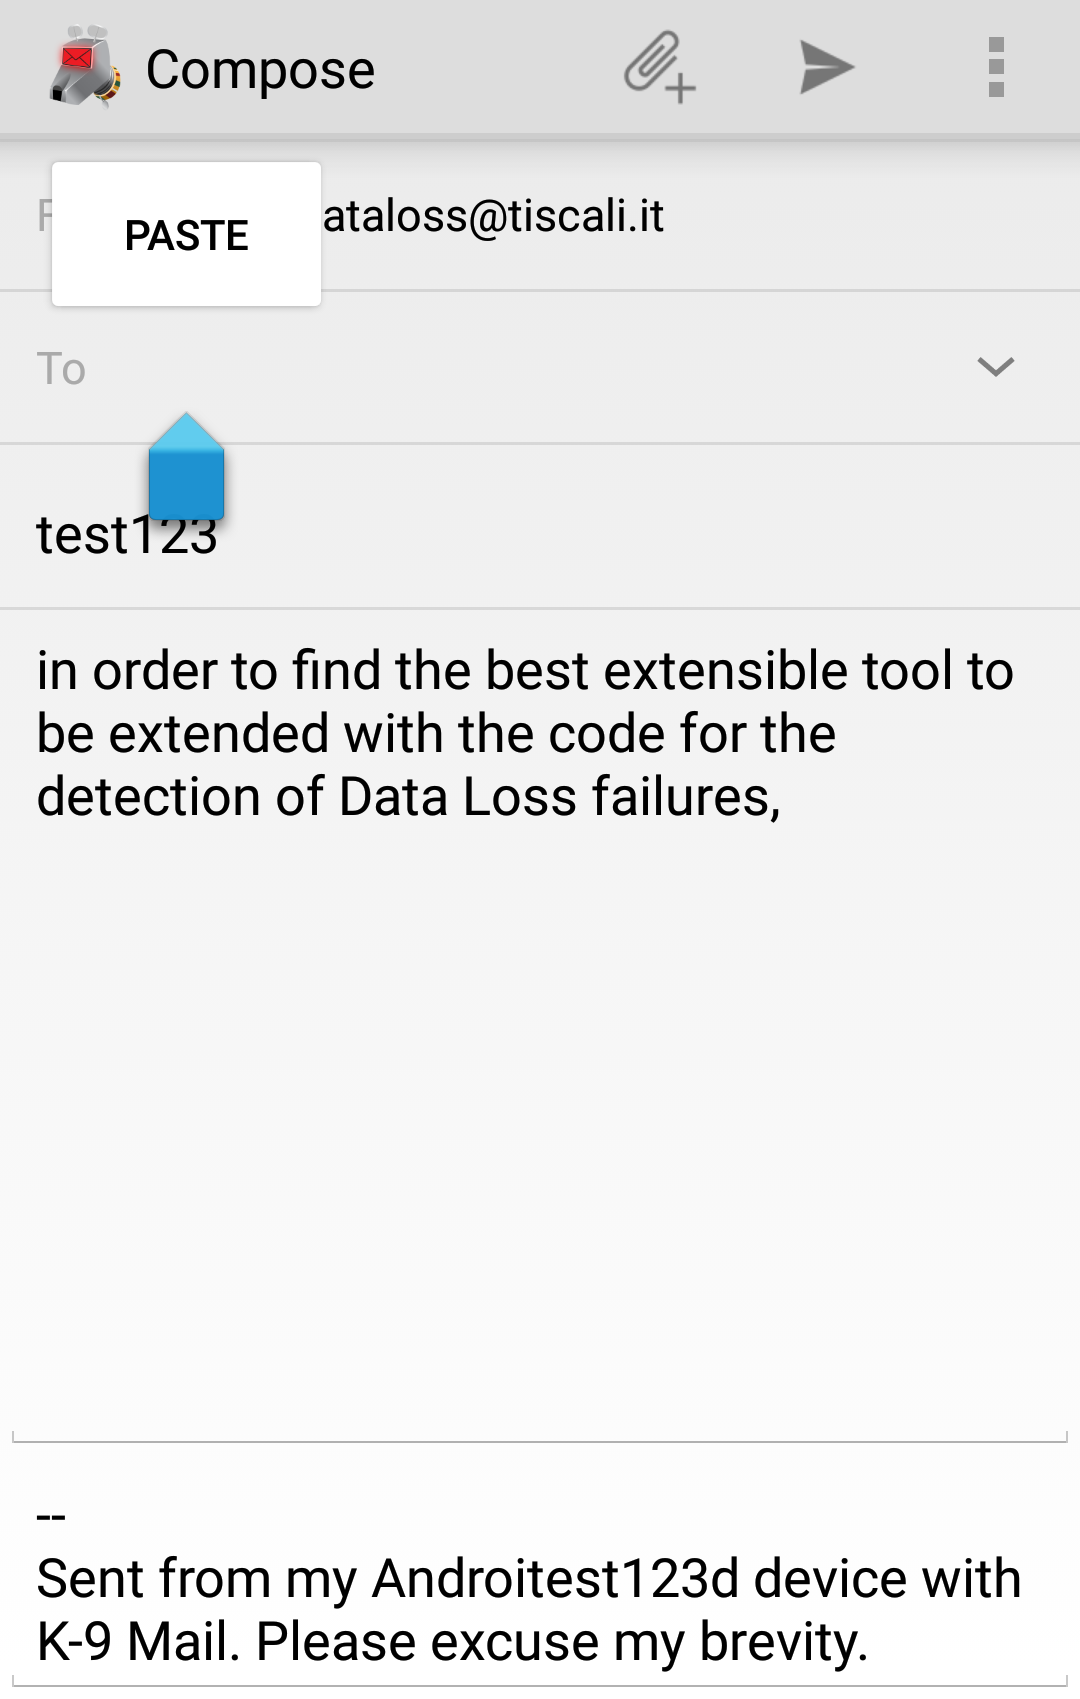 Compose
PASTE
ataloss@tiscali.it
To
test123
in order to find the best extensible tool to
be extended with the code for the
detection of Data Loss failures,
--
Sent from my Androitest123d device with
K-9 Mail. Please excuse my brevity.